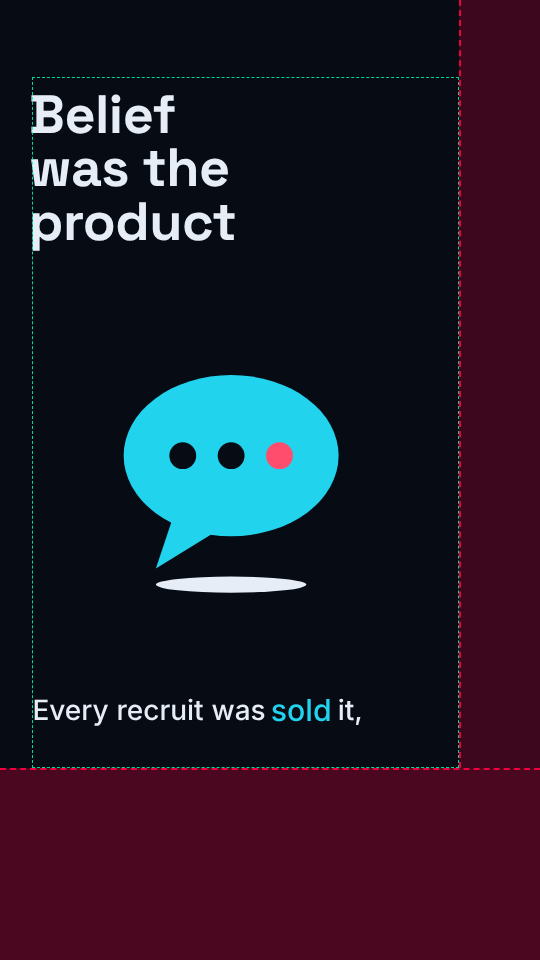 Belief
was the
product
Every recruit was sold it,